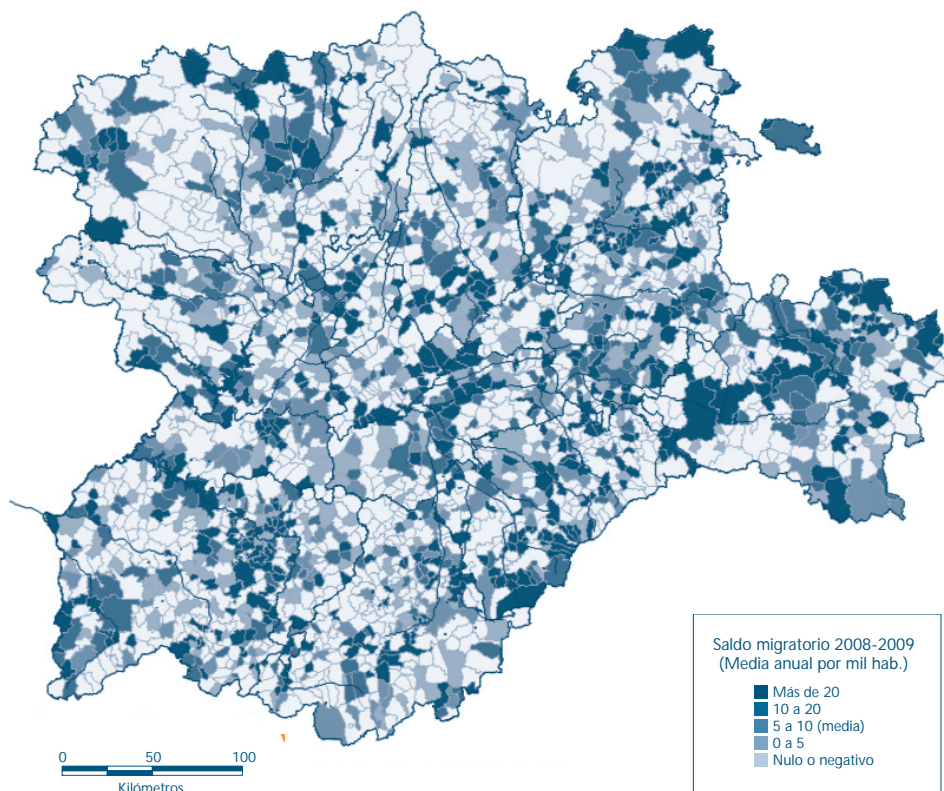 Saldo migratorio 2008-2009
(Media anual por mil hab.)
Más de 20
10 a 20
5 a 10 (media)
0 a 5
Nulo o negativo
0 50 100
Kilómetros